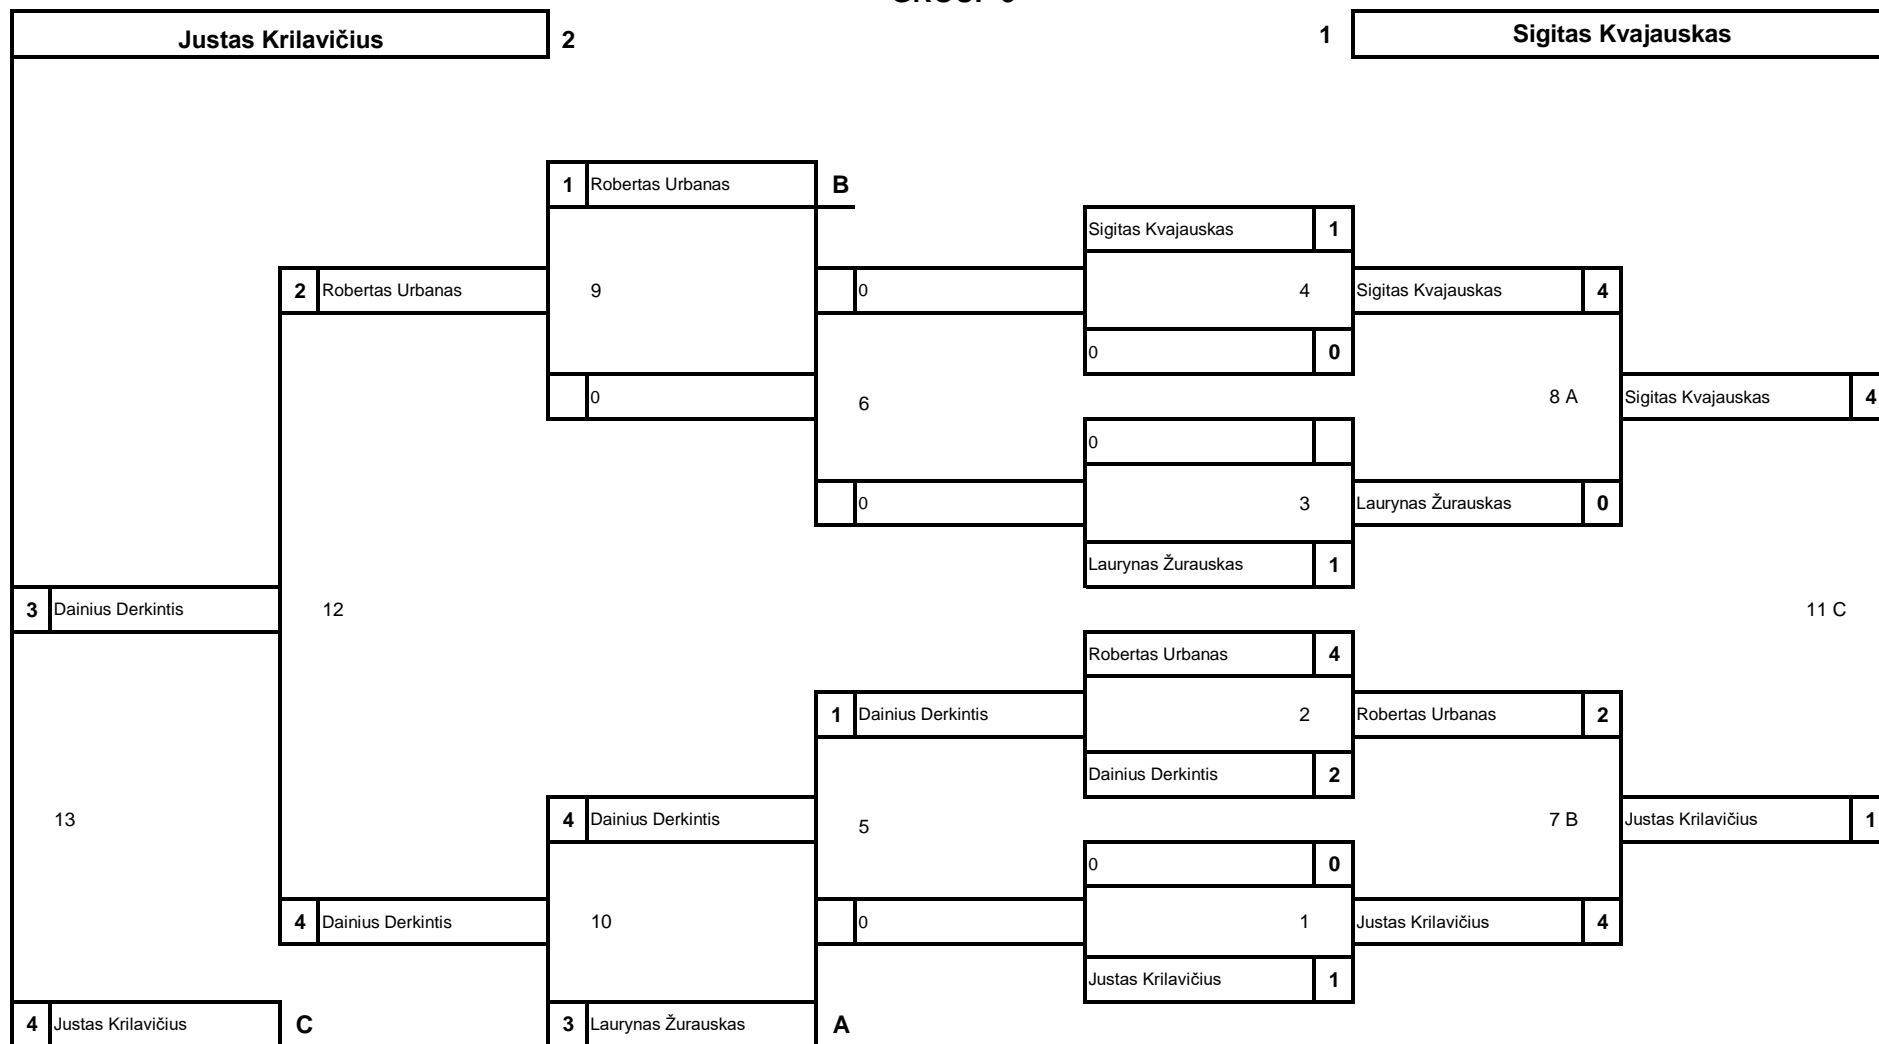 Justas Krilavičius 2 1 Sigitas Kvajauskas
1 Robertas Urbanas B
Sigitas Kvajauskas 1
2 Robertas Urbanas 9 0 4 Sigitas Kvajauskas 4
0 0
0 6 8 A Sigitas Kvajauskas 4
0
0 3 Laurynas Žurauskas 0
Laurynas Žurauskas 1
3 Dainius Derkintis 12 11 C
Robertas Urbanas 4
1 Dainius Derkintis 2 Robertas Urbanas 2
Dainius Derkintis 2
13 4 Dainius Derkintis 5 7 B Justas Krilavičius 1
0 0
4 Dainius Derkintis 10 0 1 Justas Krilavičius 4
Justas Krilavičius 1
4 Justas Krilavičius C 3 Laurynas Žurauskas A